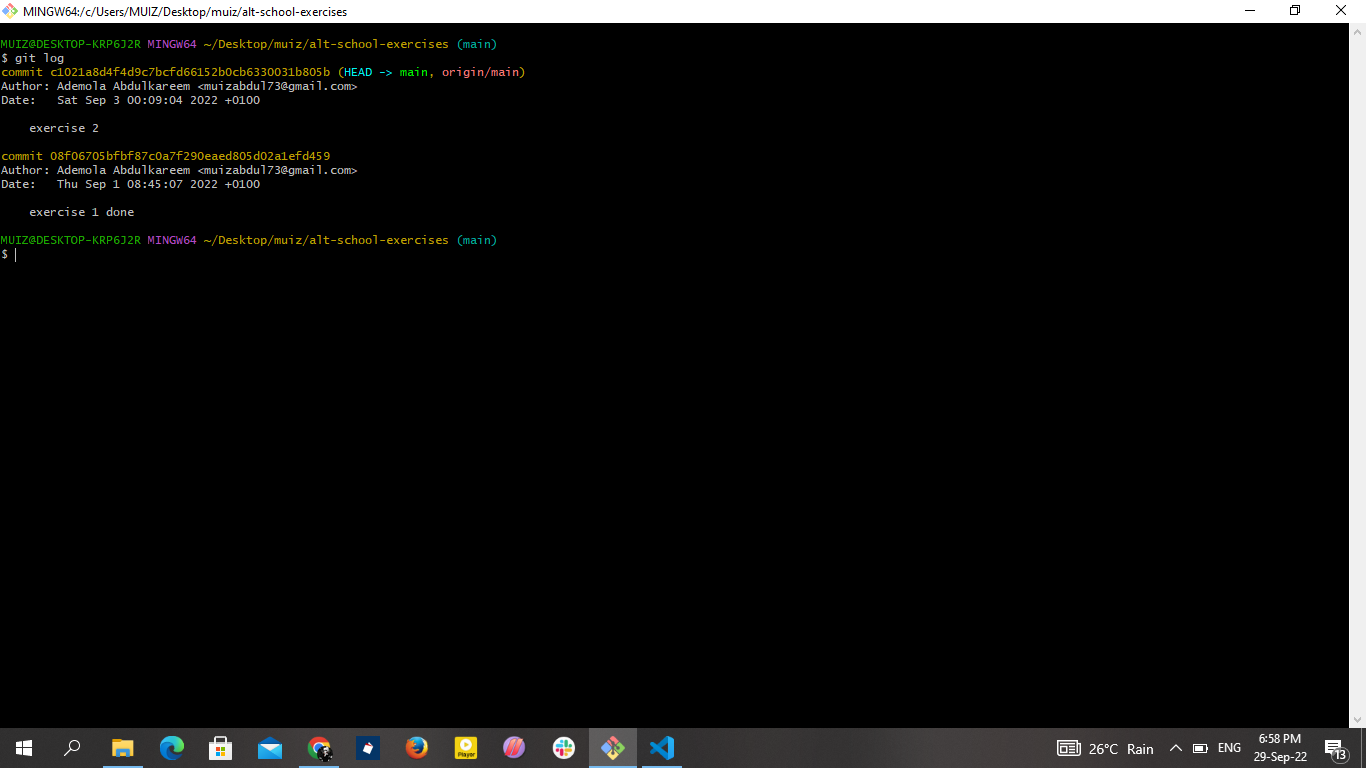 MINGW64:/c/Users/MUIZ/Desktop/muiz/alt-school-exercises
MUIZ@DESKTOP-KRP6J2R MINGW64 ~/Desktop/muiz/alt-school-exercises (main)
$ git log
commit c1021a8d4f4d9c7bcfd66152b0cb6330031b805b (HEAD -> main, origin/main)
Author: Ademola Abdulkareem <muizabdul73@gmail.com>
Date:   Sat Sep 3 00:09:04 2022 +0100
    exercise 2
commit 08f06705bfbf87c0a7f290eaed805d02a1efd459
Author: Ademola Abdulkareem <muizabdul73@gmail.com>
Date:   Thu Sep 1 08:45:07 2022 +0100
    exercise 1 done
MUIZ@DESKTOP-KRP6J2R MINGW64 ~/Desktop/muiz/alt-school-exercises (main)
$
Player
26°C Rain
ENG
6:58 PM
29-Sep-22
13